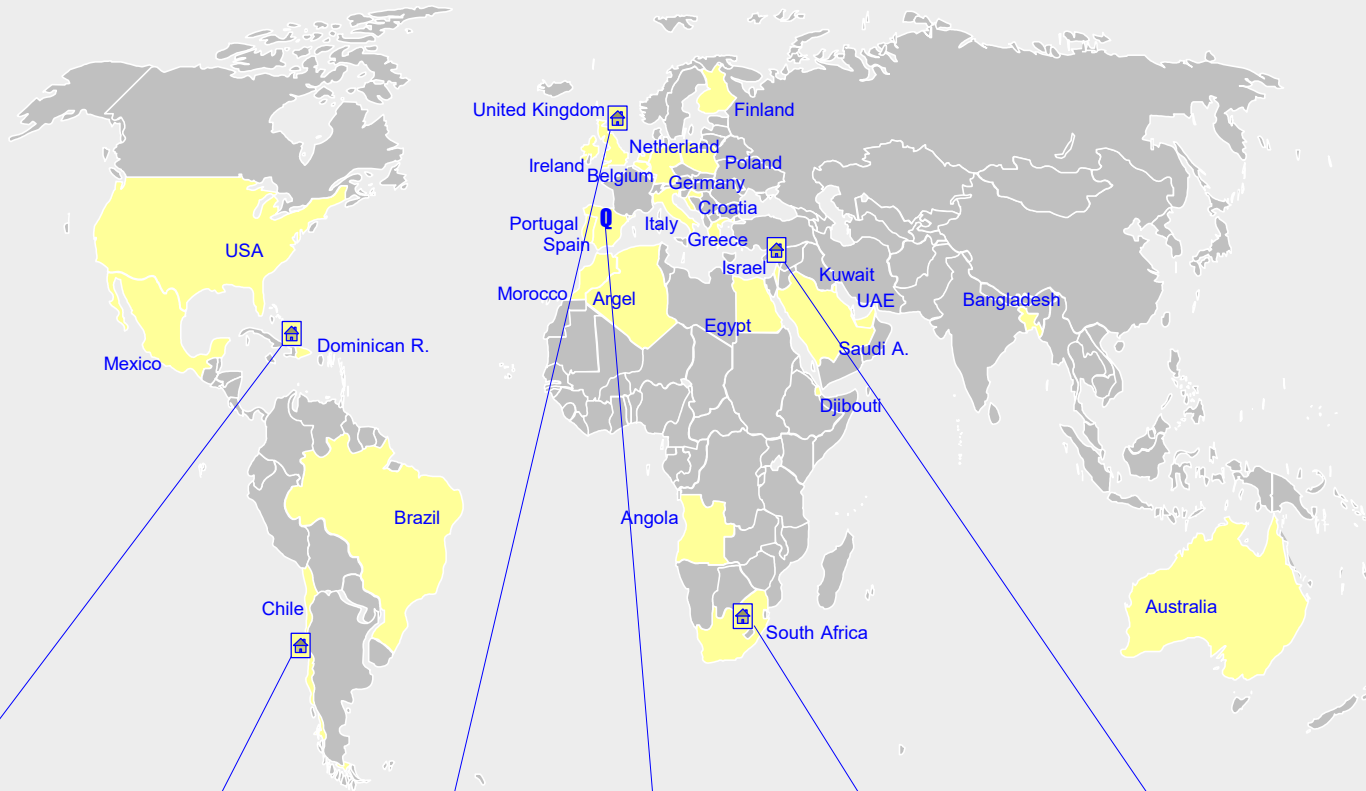 United Kingdom
Finland
Netherland
Ireland
Belgium
Poland
Germany
Croatia
Portugal
Q
Italy
Spain
Greece
USA
Israel
Kuwait
Morocco
Argel
UAE
Bangladesh
Egypt
Dominican R.
Saudi A.
Mexico
Djibouti
Brazil
Angola
Chile
Australia
South Africa